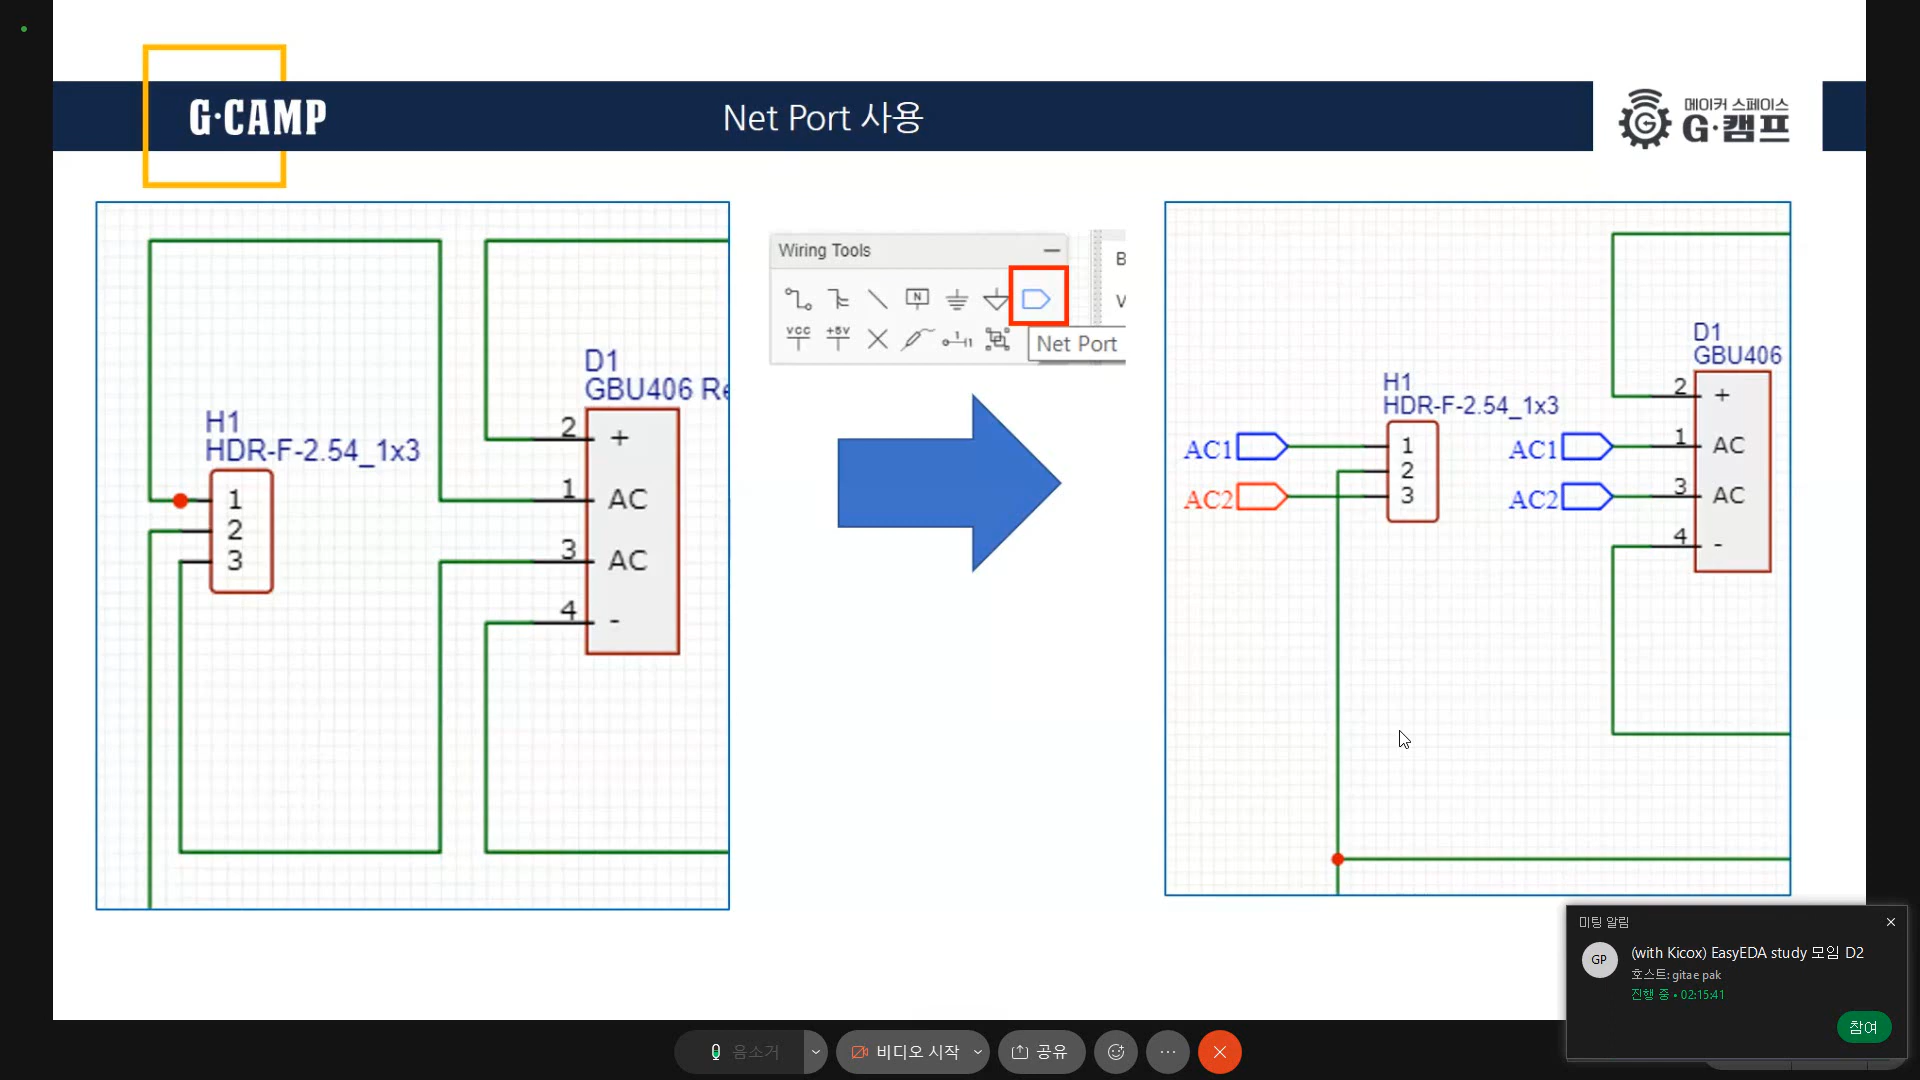 G·CAMP
Net Port 사용
메이커 스페이스
G·캠프
H1
HDR-F-2.54_1x3
1
2
3
D1
GBU406 Re
2 +
1 AC
3 AC
4 -
Wiring Tools
N
VCC +5V
Net Port
B
V
H1
HDR-F-2.54_1x3
AC1
AC2
1
2
3
D1
GBU406
AC1
AC2
2 +
1 AC
3 AC
4 -
미팅 알림
GP
(with Kicox) EasyEDA study 모임 D2
호스트: gitae pak
진행 중 • 02:15:41
참여
음소거
비디오 시작
공유